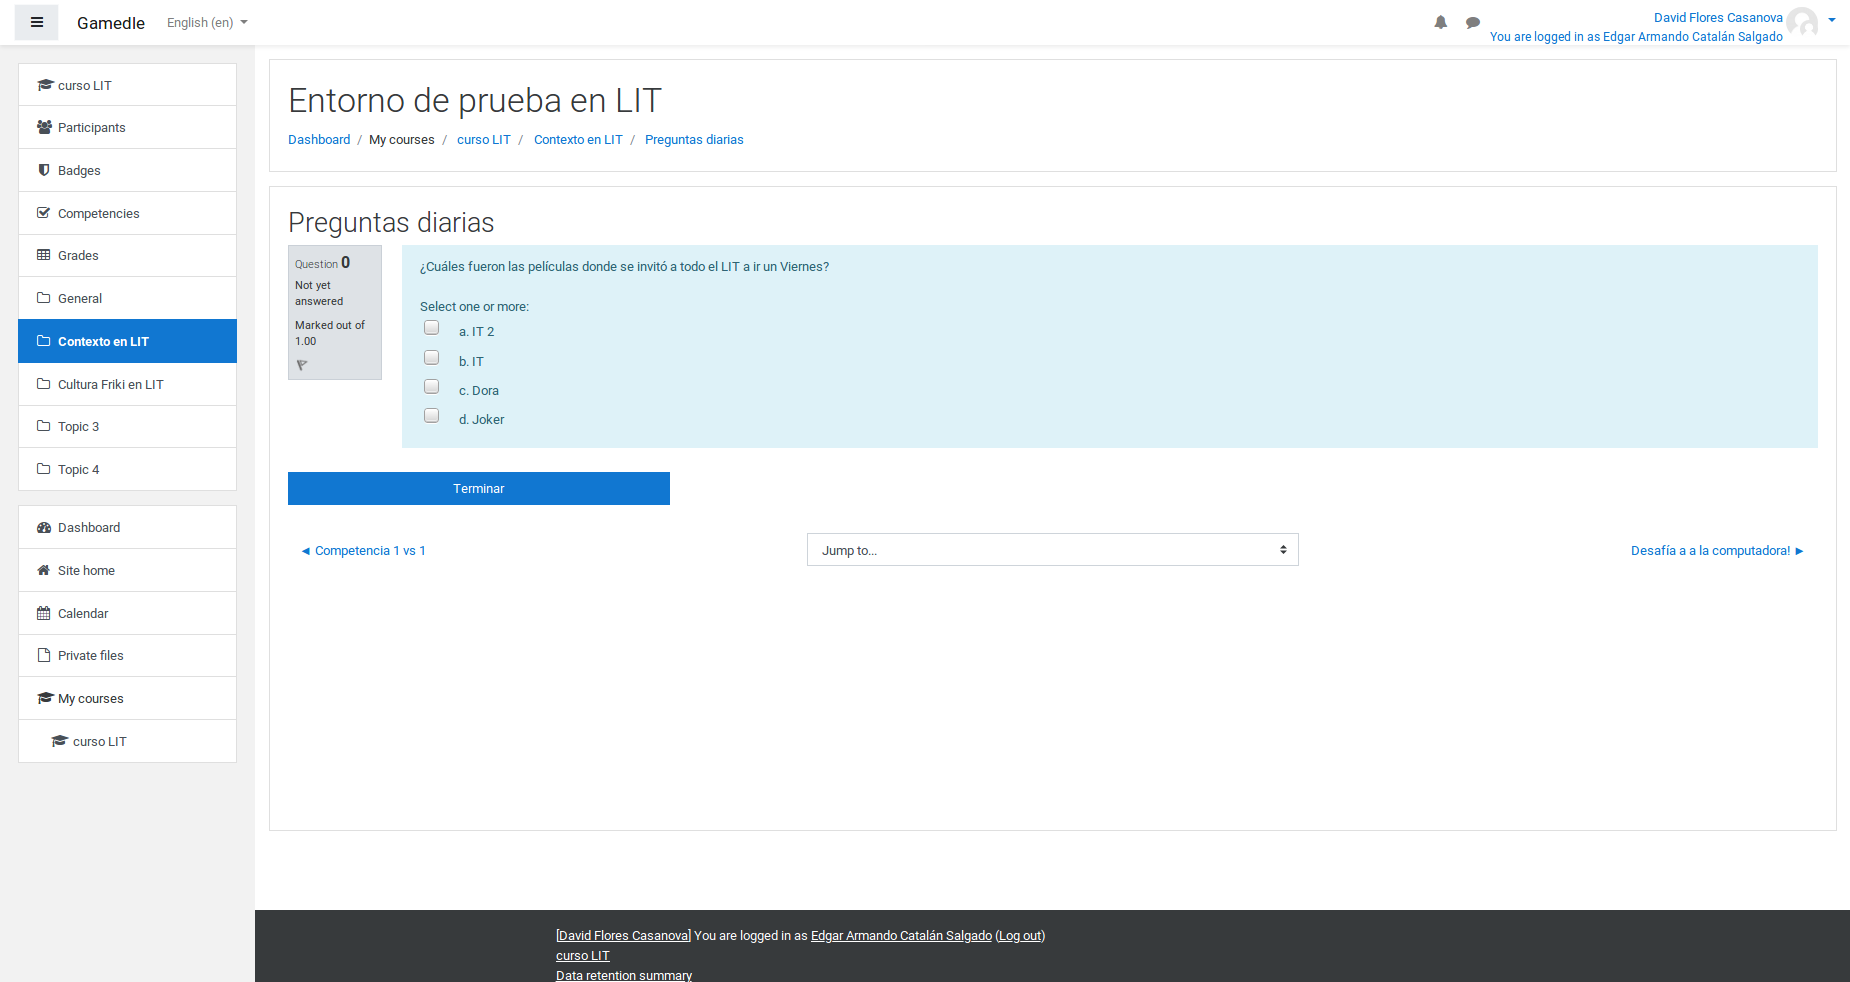 Gamedle English (en)
David Flores Casanova
You are logged in as Edgar Armando Catalán Salgado
curso LIT
Participants
Badges
Competencies
Grades
General
Contexto en LIT
Cultura Friki en LIT
Topic 3
Topic 4
Dashboard
Site home
Calendar
Private files
My courses
curso LIT
Entorno de prueba en LIT
Dashboard / My courses / curso LIT / Contexto en LIT / Preguntas diarias
Preguntas diarias
Question 0
Not yet
answered
Marked out of
1.00
¿Cuáles fueron las películas donde se invitó a todo el LIT a ir un Viernes?
Select one or more:
a. IT 2
b. IT
c. Dora
d. Joker
Terminar
◄ Competencia 1 vs 1
Jump to...
Desafía a a la computadora! ►
[David Flores Casanova] You are logged in as Edgar Armando Catalán Salgado (Log out)
curso LIT
Data retention summary